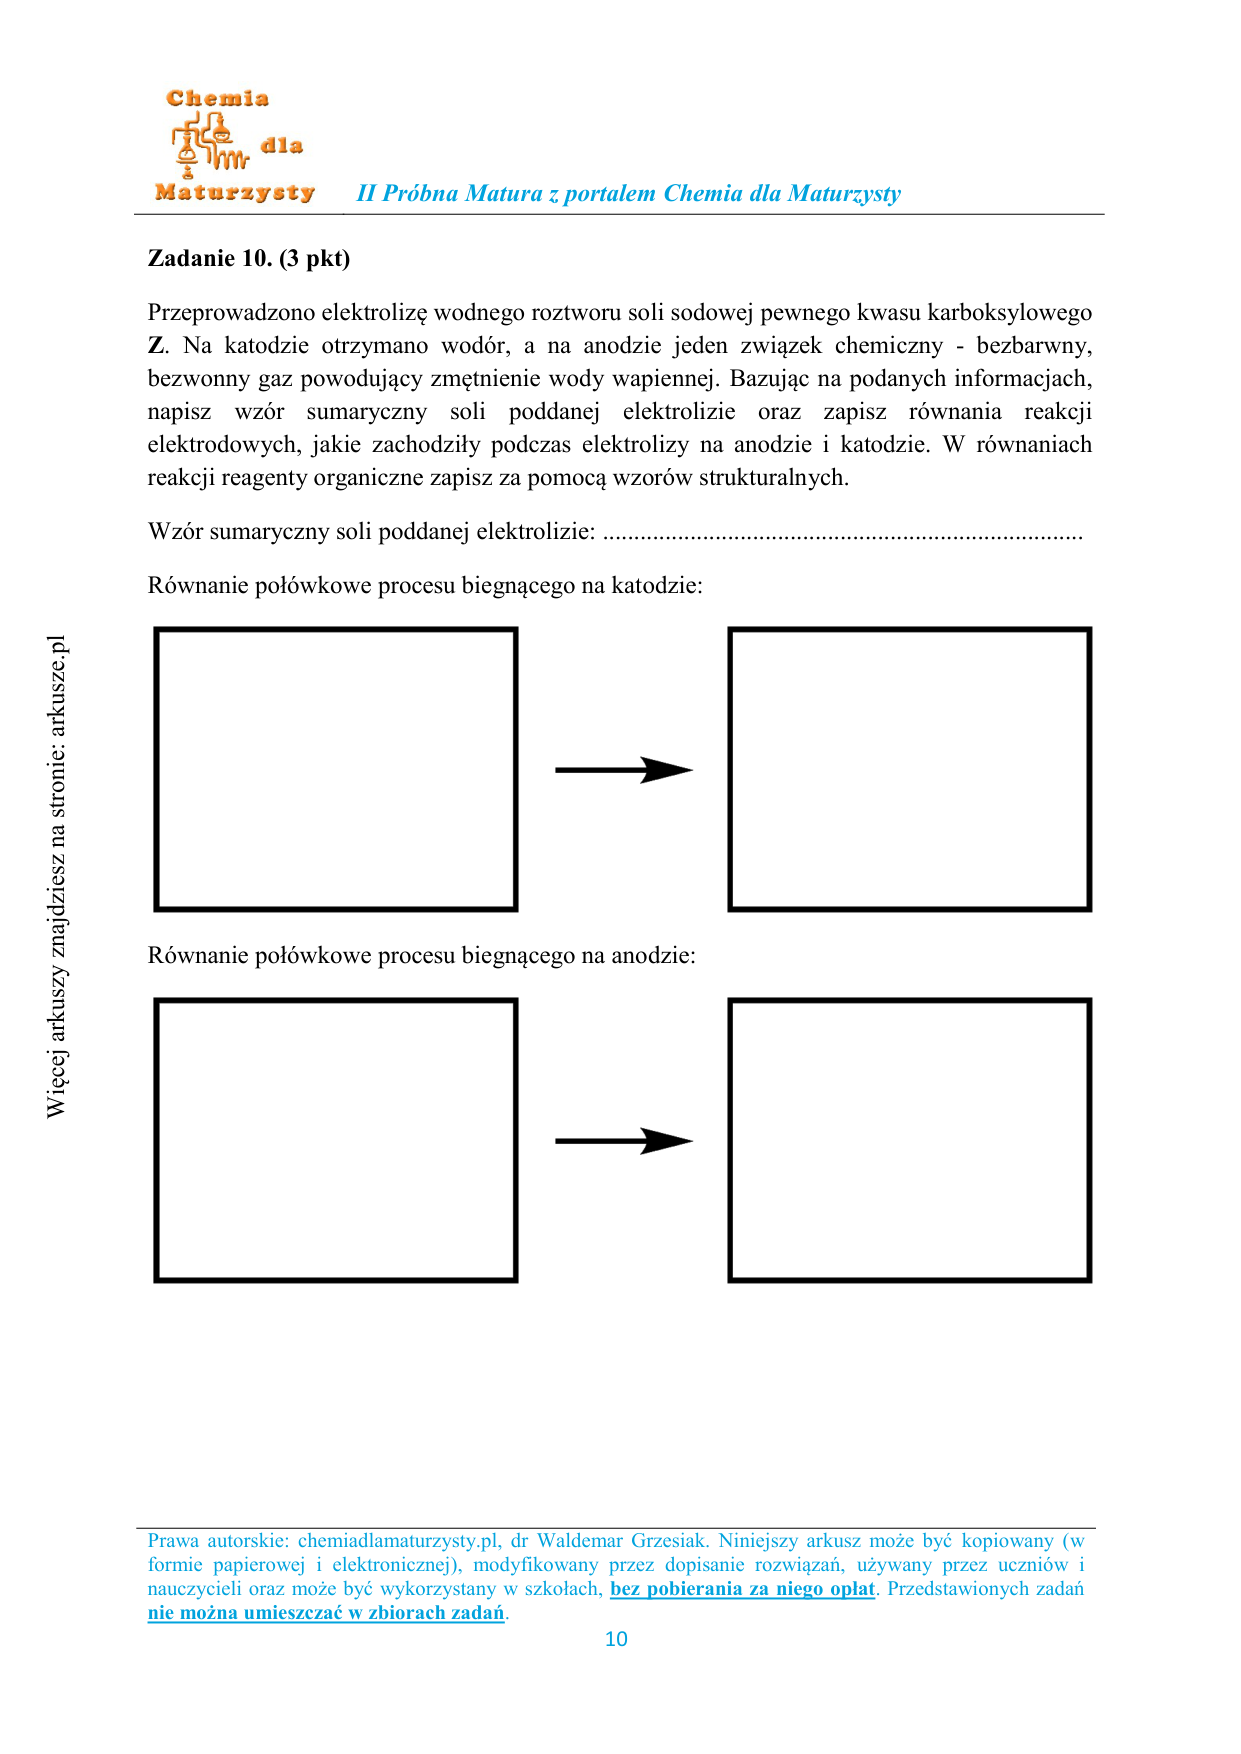 Chemia
dla
Maturzysty
II Próbna Matura z portalem Chemia dla Maturzysty
Zadanie 10. (3 pkt)
Przeprowadzono elektrolizę wodnego roztworu soli sodowej pewnego kwasu karboksylowego
Z. Na katodzie otrzymano wodór, a na anodzie jeden związek chemiczny - bezbarwny,
bezwonny gaz powodujący zmętnienie wody wapiennej. Bazując na podanych informacjach,
napisz wzór sumaryczny soli poddanej elektrolizie oraz zapisz równania reakcji
elektrodowych, jakie zachodziły podczas elektrolizy na anodzie i katodzie. W równaniach
reakcji reagenty organiczne zapisz za pomocą wzorów strukturalnych.
Wzór sumaryczny soli poddanej elektrolizie: .............................................................................
Równanie połówkowe procesu biegnącego na katodzie:
Równanie połówkowe procesu biegnącego na anodzie:
Więcej arkuszy znajdziesz na stronie: arkusze.pl
Prawa autorskie: chemiadlamaturzysty.pl, dr Waldemar Grzesiak. Niniejszy arkusz może być kopiowany (w
formie papierowej i elektronicznej), modyfikowany przez dopisanie rozwiązań, używany przez uczniów i
nauczycieli oraz może być wykorzystany w szkołach, bez pobierania za niego opłat. Przedstawionych zadań
nie można umieszczać w zbiorach zadań.
10